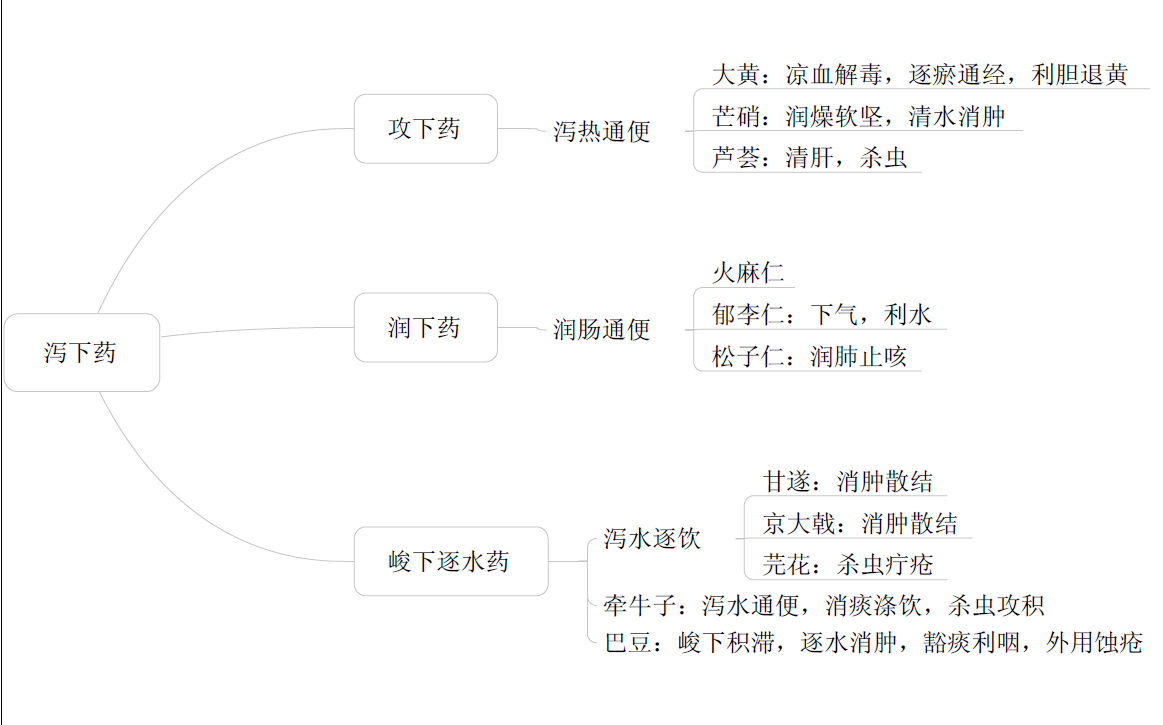 泻下药
攻下药
泻热通便
大黄：凉血解毒，逐瘀通经，利胆退黄
芒硝：润燥软坚，清水消肿
芦荟：清肝，杀虫
润下药
润肠通便
火麻仁
郁李仁：下气，利水
松子仁：润肺止咳
峻下逐水药
泻水逐饮
甘遂：消肿散结
京大戟：消肿散结
芫花：杀虫疗疮
牵牛子：泻水通便，消痰涤饮，杀虫攻积
巴豆：峻下积滞，逐水消肿，豁痰利咽，外用蚀疮